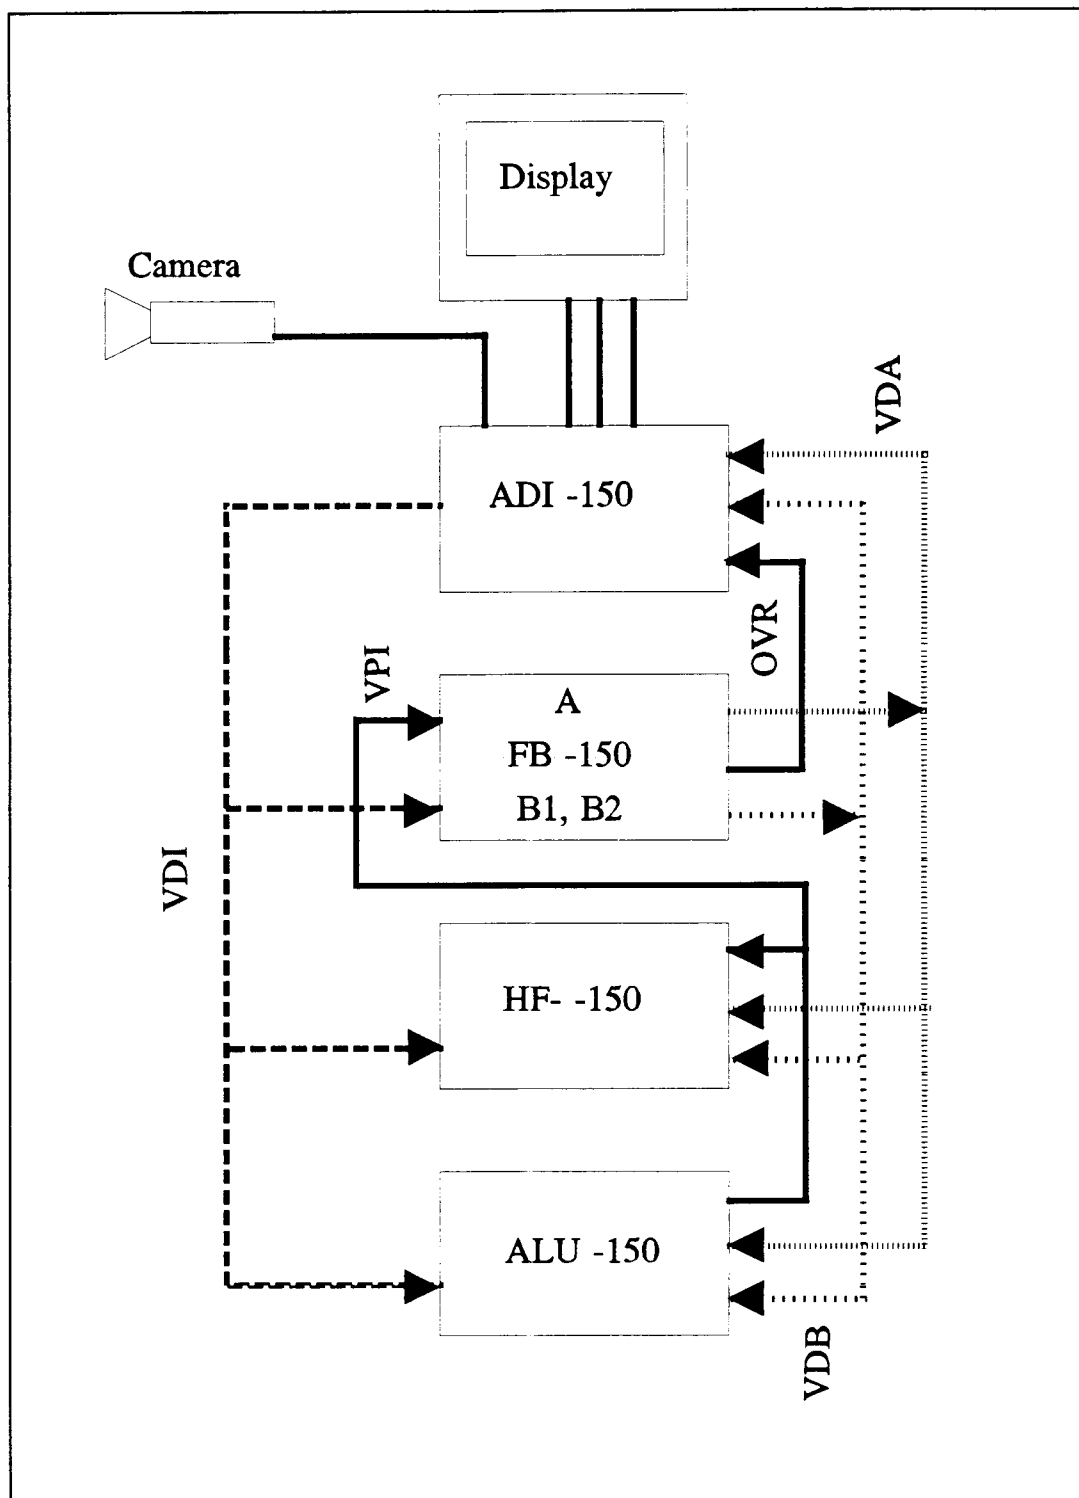 Display
Camera
VDA
ADI -150
OVR
VPI
A
FB -150
B1, B2
VDI
HF- -150
ALU -150
VDB